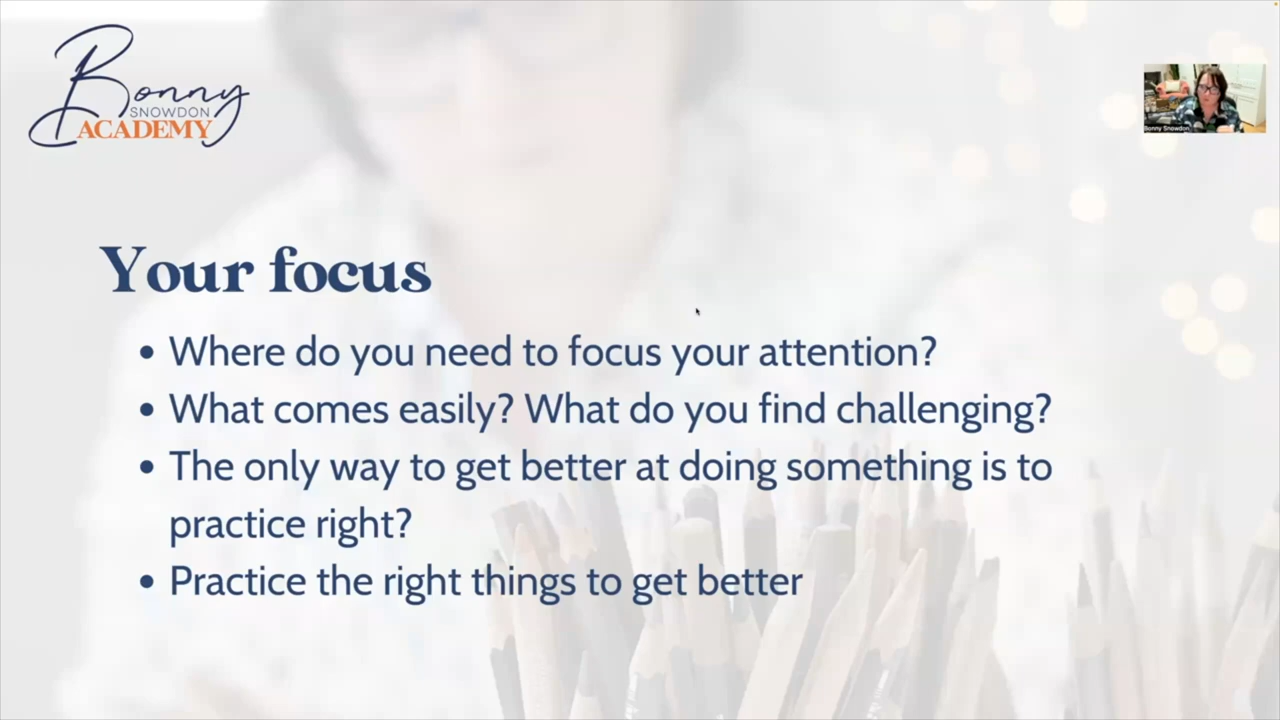 Bonny
SNOWDON
ACADEMY
Bonny Snowdon
Your focus
• Where do you need to focus your attention?
• What comes easily? What do you find challenging?
• The only way to get better at doing something is to
practice right?
• Practice the right things to get better